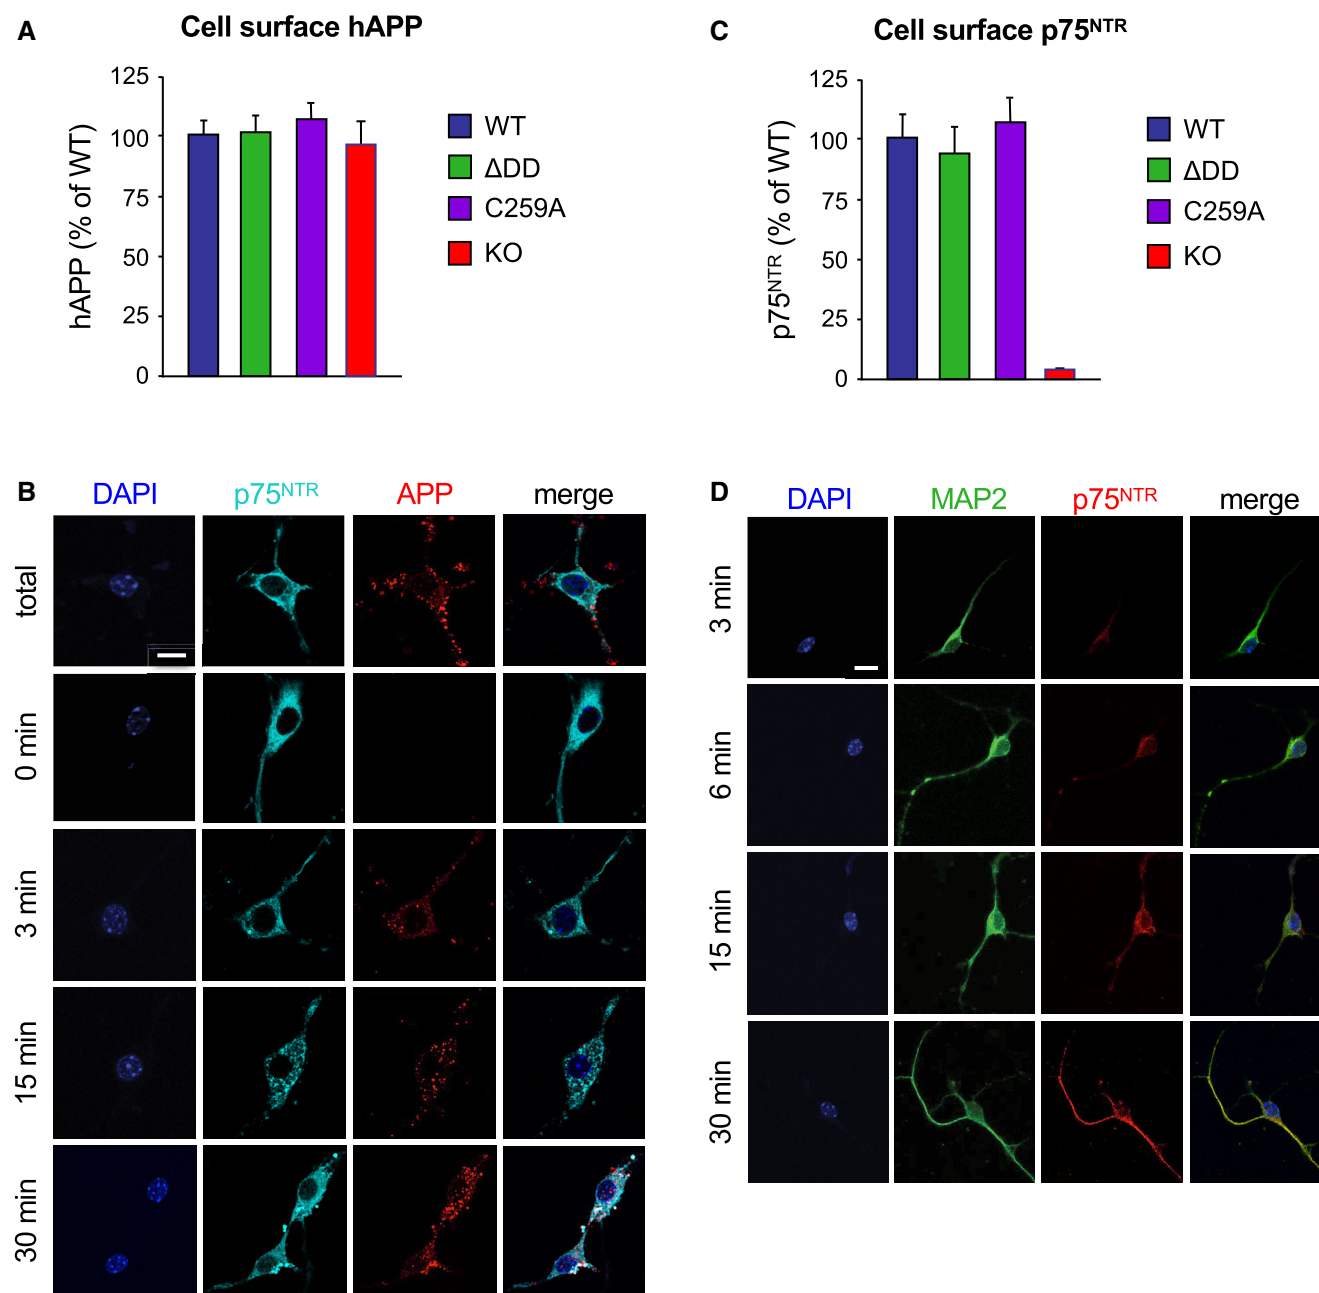 A
Cell surface hAPP
hAPP (% of WT)
125
100
75
50
25
0
WT
ΔDD
C259A
KO
C
Cell surface p75ᴺᵀᴿ
p75ᴺᵀᴿ (% of WT)
125
100
75
50
25
0
WT
ΔDD
C259A
KO
B
DAPI p75ᴺᵀᴿ APP merge
total
0 min
3 min
15 min
30 min
D
DAPI MAP2 p75ᴺᵀᴿ merge
3 min
6 min
15 min
30 min